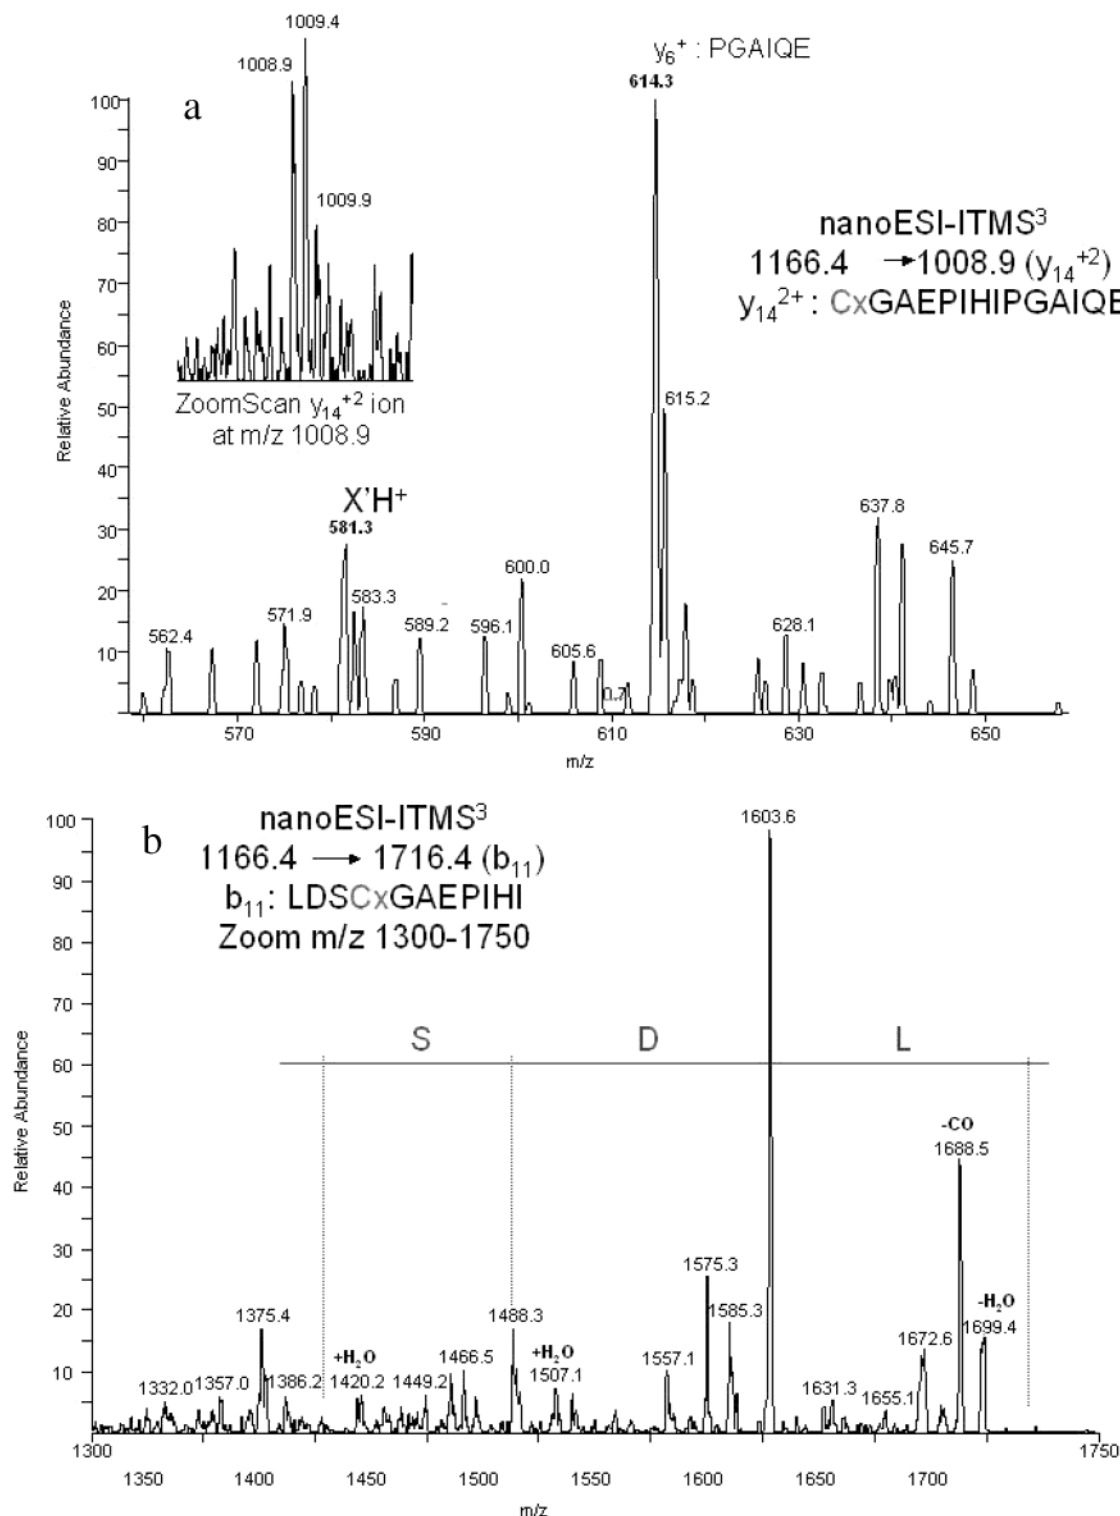 1009.4
1008.9
y₆⁺ : PGAIQE
614.3
a
1009.9
nanoESI-ITMS³
1166.4 → 1008.9 (y₁₄⁺²)
y₁₄²⁺ : CxGAEPIHIPGAIQE
ZoomScan y₁₄⁺² ion
at m/z 1008.9
615.2
X'H⁺
581.3
637.8
645.7
600.0
583.3
571.9
589.2
596.1
628.1
562.4
605.6
0.7
100
90
80
70
60
50
40
30
20
10
Relative Abundance
570 590 610 630 650
m/z
nanoESI-ITMS³
b
1166.4 → 1716.4 (b₁₁)
b₁₁: LDSCxGAEPIHI
Zoom m/z 1300-1750
1603.6
S D L
-CO
1688.5
1575.3
1585.3
-H₂O
1699.4
1375.4
1488.3
1672.6
+H₂O
1420.2
+H₂O
1507.1
1466.5
1557.1
1332.0
1357.0
1386.2
1449.2
1631.3
1655.1
100
90
80
70
60
50
40
30
20
10
Relative Abundance
1300 1750
1350 1400 1450 1500 1550 1600 1650 1700
m/z